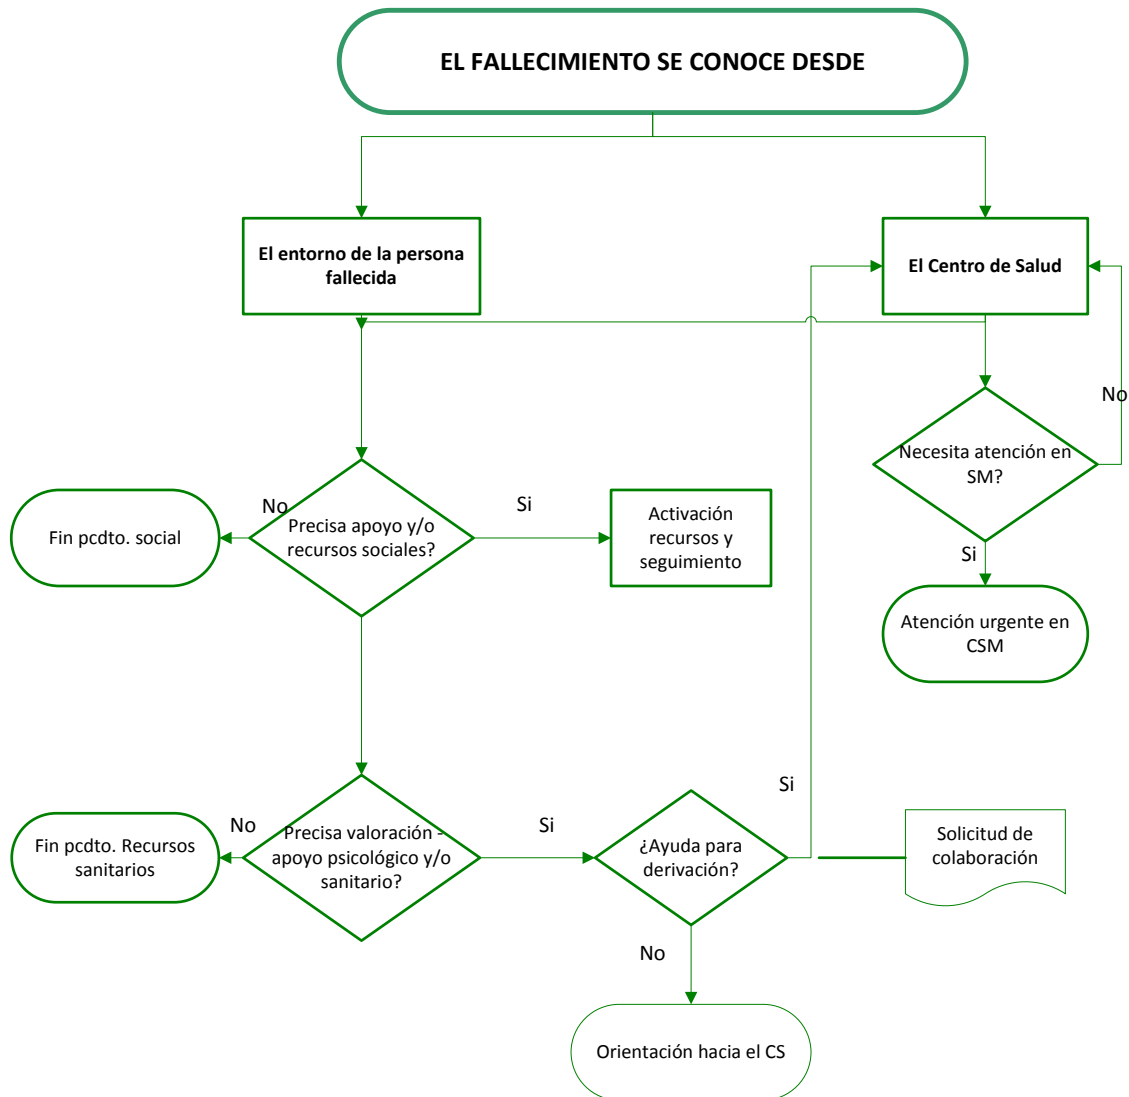 EL FALLECIMIENTO SE CONOCE DESDE
El entorno de la persona
fallecida
El Centro de Salud
No
Necesita atención en
SM?
No
Si
Activación
recursos y
seguimiento
Fin pcdto. social
Precisa apoyo y/o
recursos sociales?
Si
Atención urgente en
CSM
Si
No
Si
Precisa valoración -
apoyo psicológico y/o
sanitario?
Fin pcdto. Recursos
sanitarios
¿Ayuda para
derivación?
Solicitud de
colaboración
No
Orientación hacia el CS